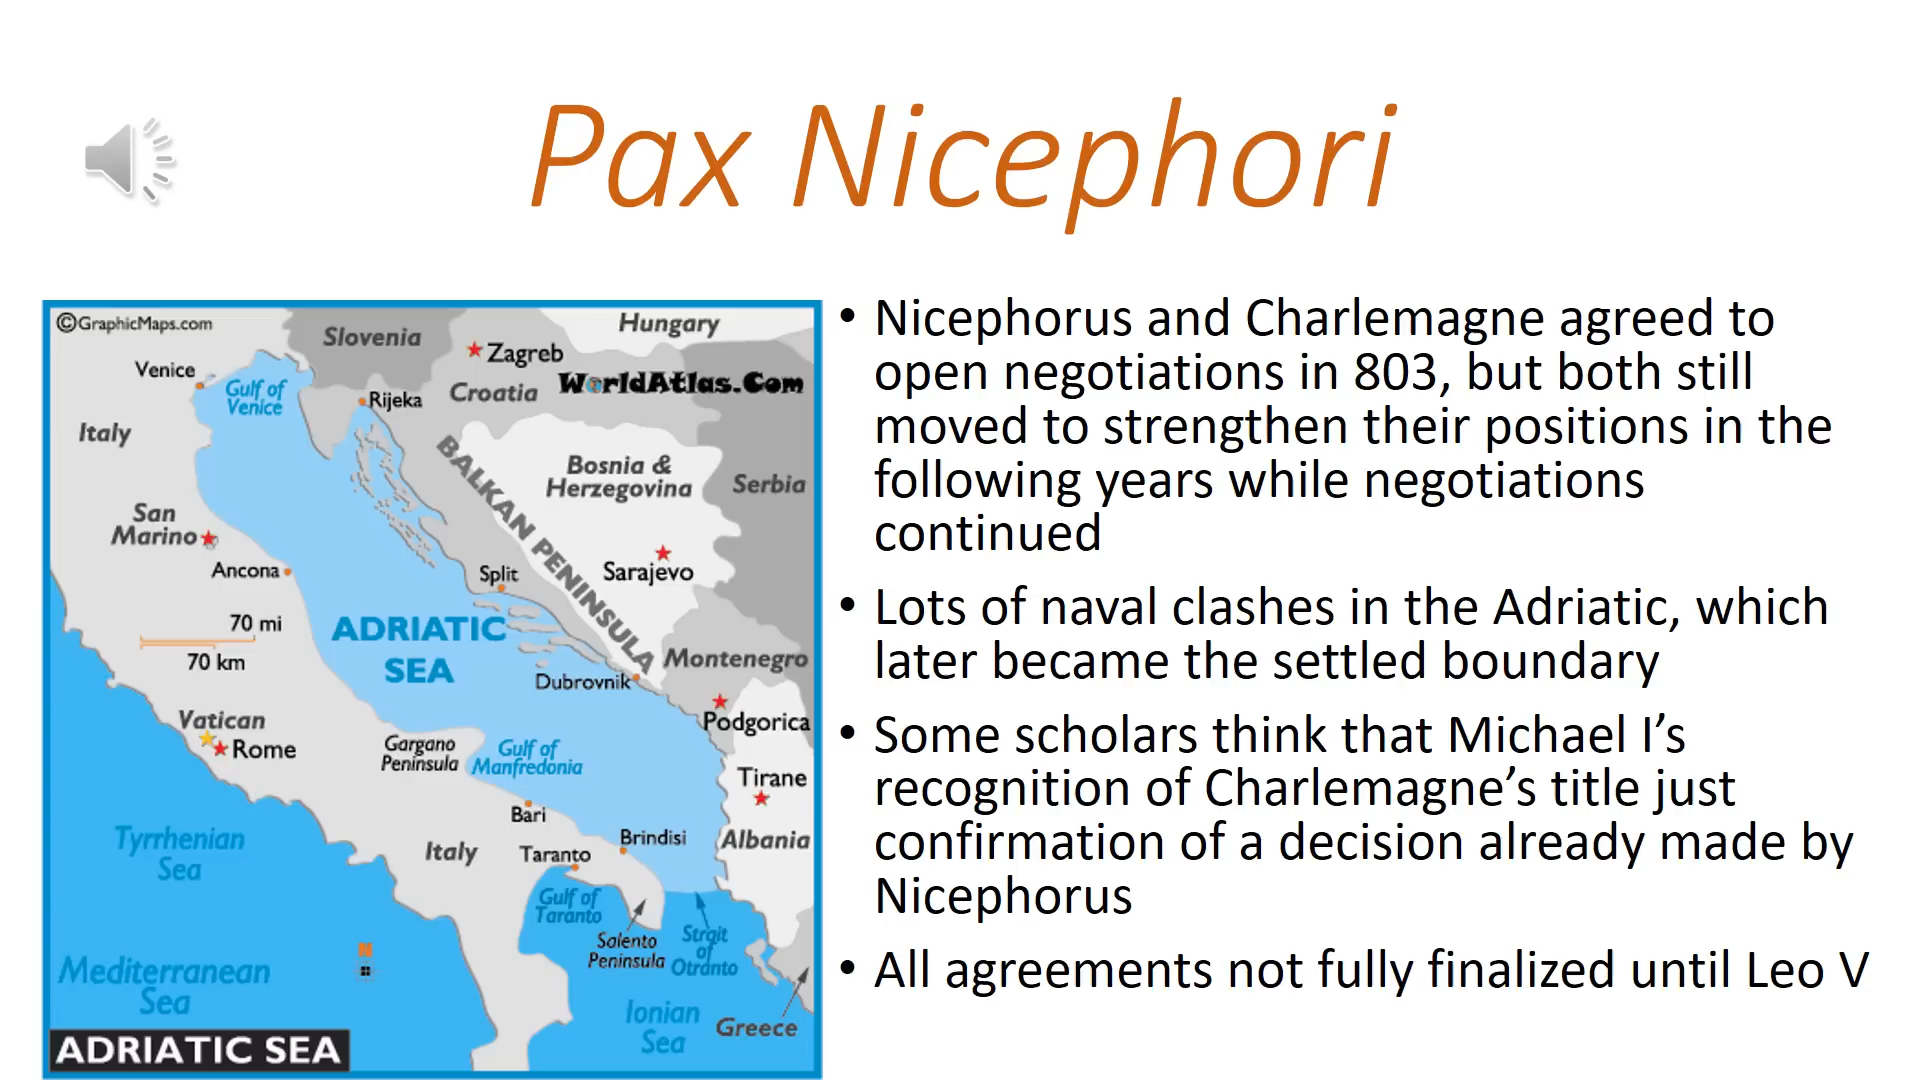 Pax Nicephori
©GraphicMaps.com
Slovenia
Hungary
Zagreb
WorldAtlas.Com
Croatia
Venice
Gulf of
Venice
Rijeka
Italy
BALKAN PENINSULA
Bosnia &
Herzegovina
Serbia
San
Marino
Ancona
Split
Sarajevo
70 mi
70 km
ADRIATIC
SEA
Montenegro
Dubrovnik
Podgorica
Vatican
Rome
Gargano
Peninsula
Gulf of
Manfredonia
Tirane
Bari
Brindisi
Albania
Tyrrhenian
Sea
Italy
Taranto
Gulf of
Taranto
Salento
Peninsula
Strait
of
Otranto
Mediterranean
Sea
Ionian
Sea
Greece
ADRIATIC SEA
• Nicephorus and Charlemagne agreed to
open negotiations in 803, but both still
moved to strengthen their positions in the
following years while negotiations
continued
• Lots of naval clashes in the Adriatic, which
later became the settled boundary
• Some scholars think that Michael I’s
recognition of Charlemagne’s title just
confirmation of a decision already made by
Nicephorus
• All agreements not fully finalized until Leo V